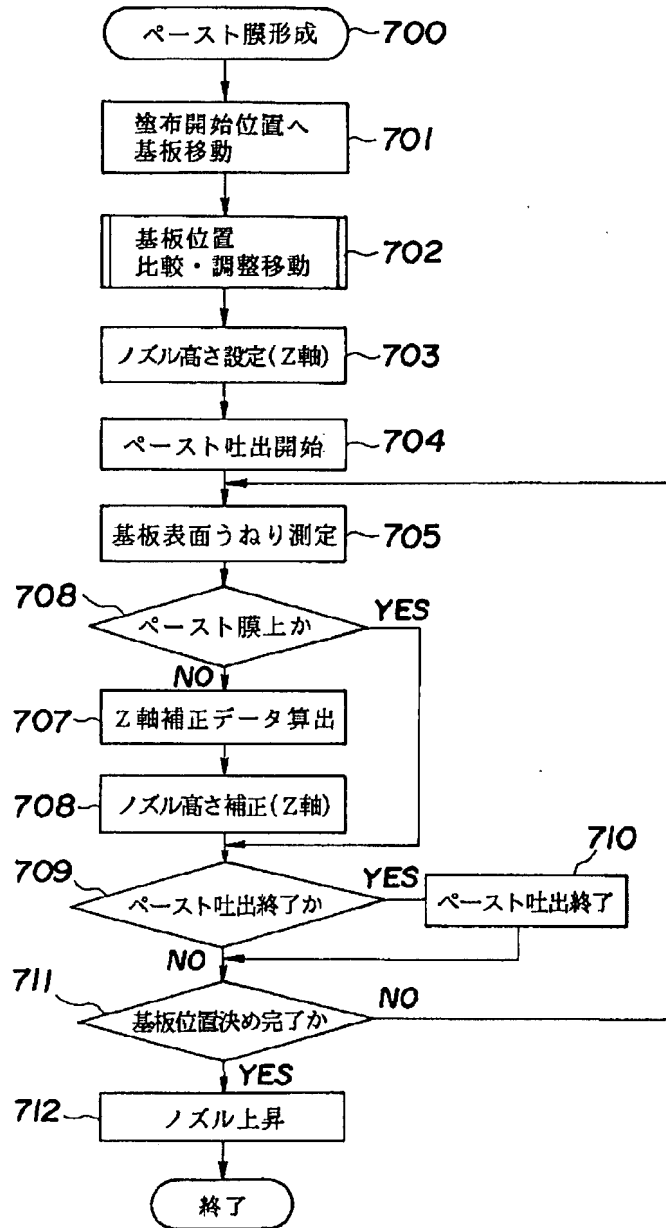 ペースト膜形成
700
塗布開始位置へ
基板移動
701
基板位置
比較・調整移動
702
ノズル高さ設定(Z軸)
703
ペースト吐出開始
704
基板表面うねり測定
705
708
ペースト膜上か
YES
NO
707
Z軸補正データ算出
708
ノズル高さ補正(Z軸)
709
ペースト吐出終了か
YES
710
ペースト吐出終了
NO
711
基板位置決め完了か
NO
YES
712
ノズル上昇
終了